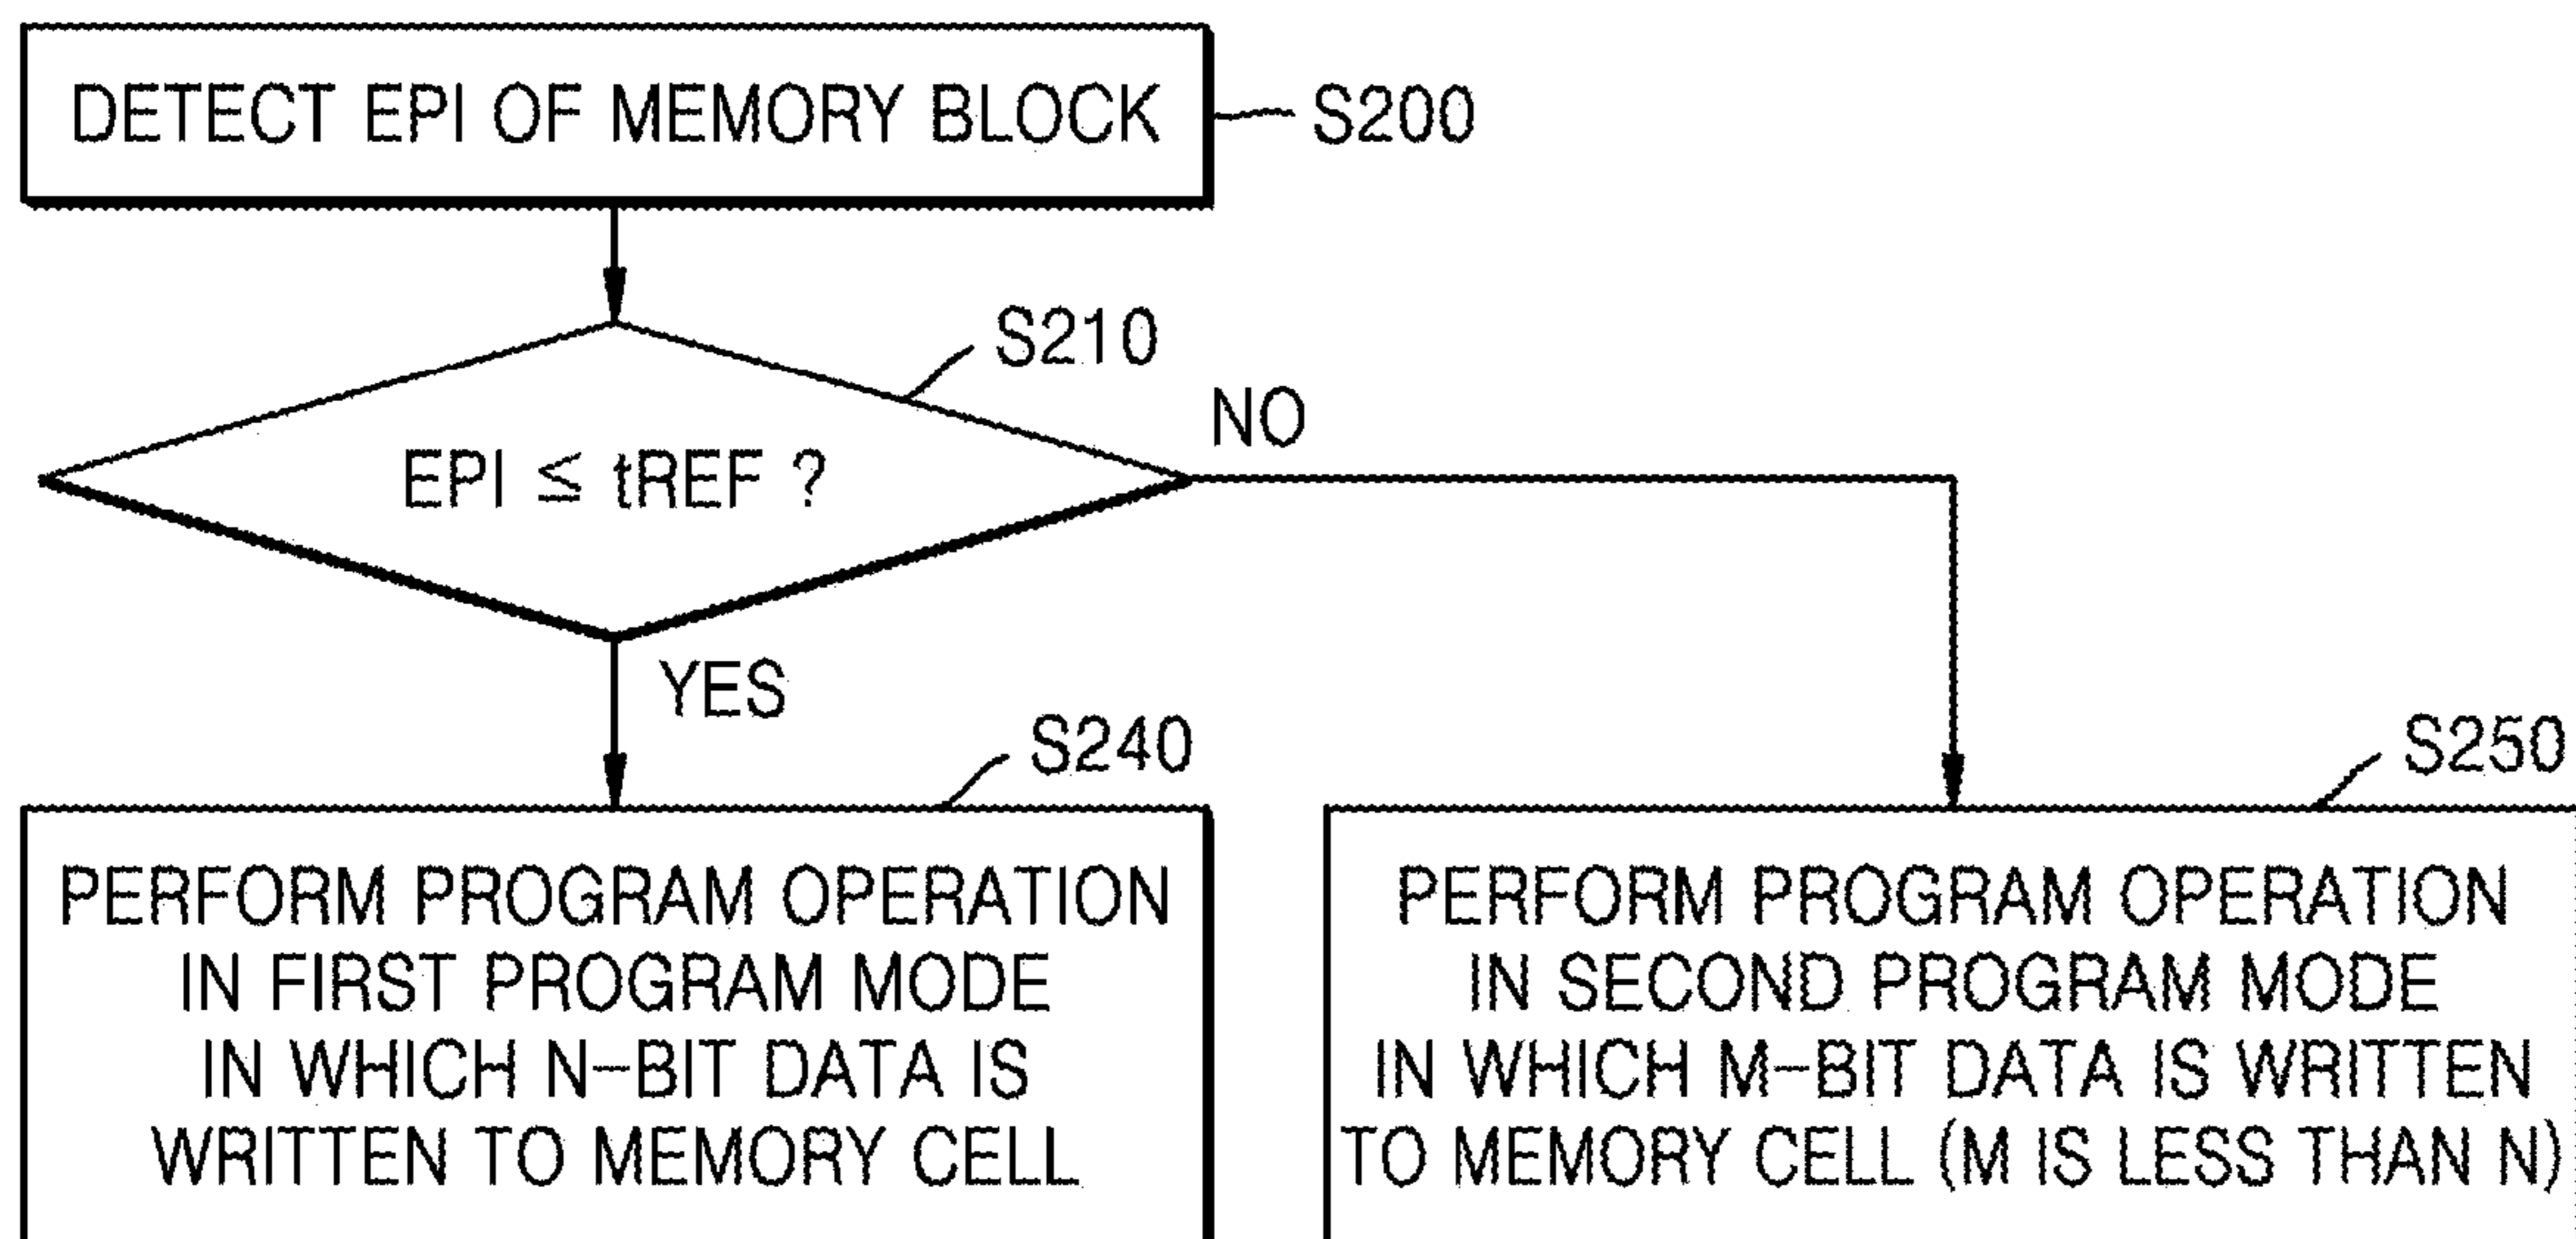 DETECT EPI OF MEMORY BLOCK
S200
S210
EPI ≤ tREF ?
NO
YES
S240
S250
PERFORM PROGRAM OPERATION
IN FIRST PROGRAM MODE
IN WHICH N-BIT DATA IS
WRITTEN TO MEMORY CELL
PERFORM PROGRAM OPERATION
IN SECOND PROGRAM MODE
IN WHICH M-BIT DATA IS WRITTEN
TO MEMORY CELL (M IS LESS THAN N)